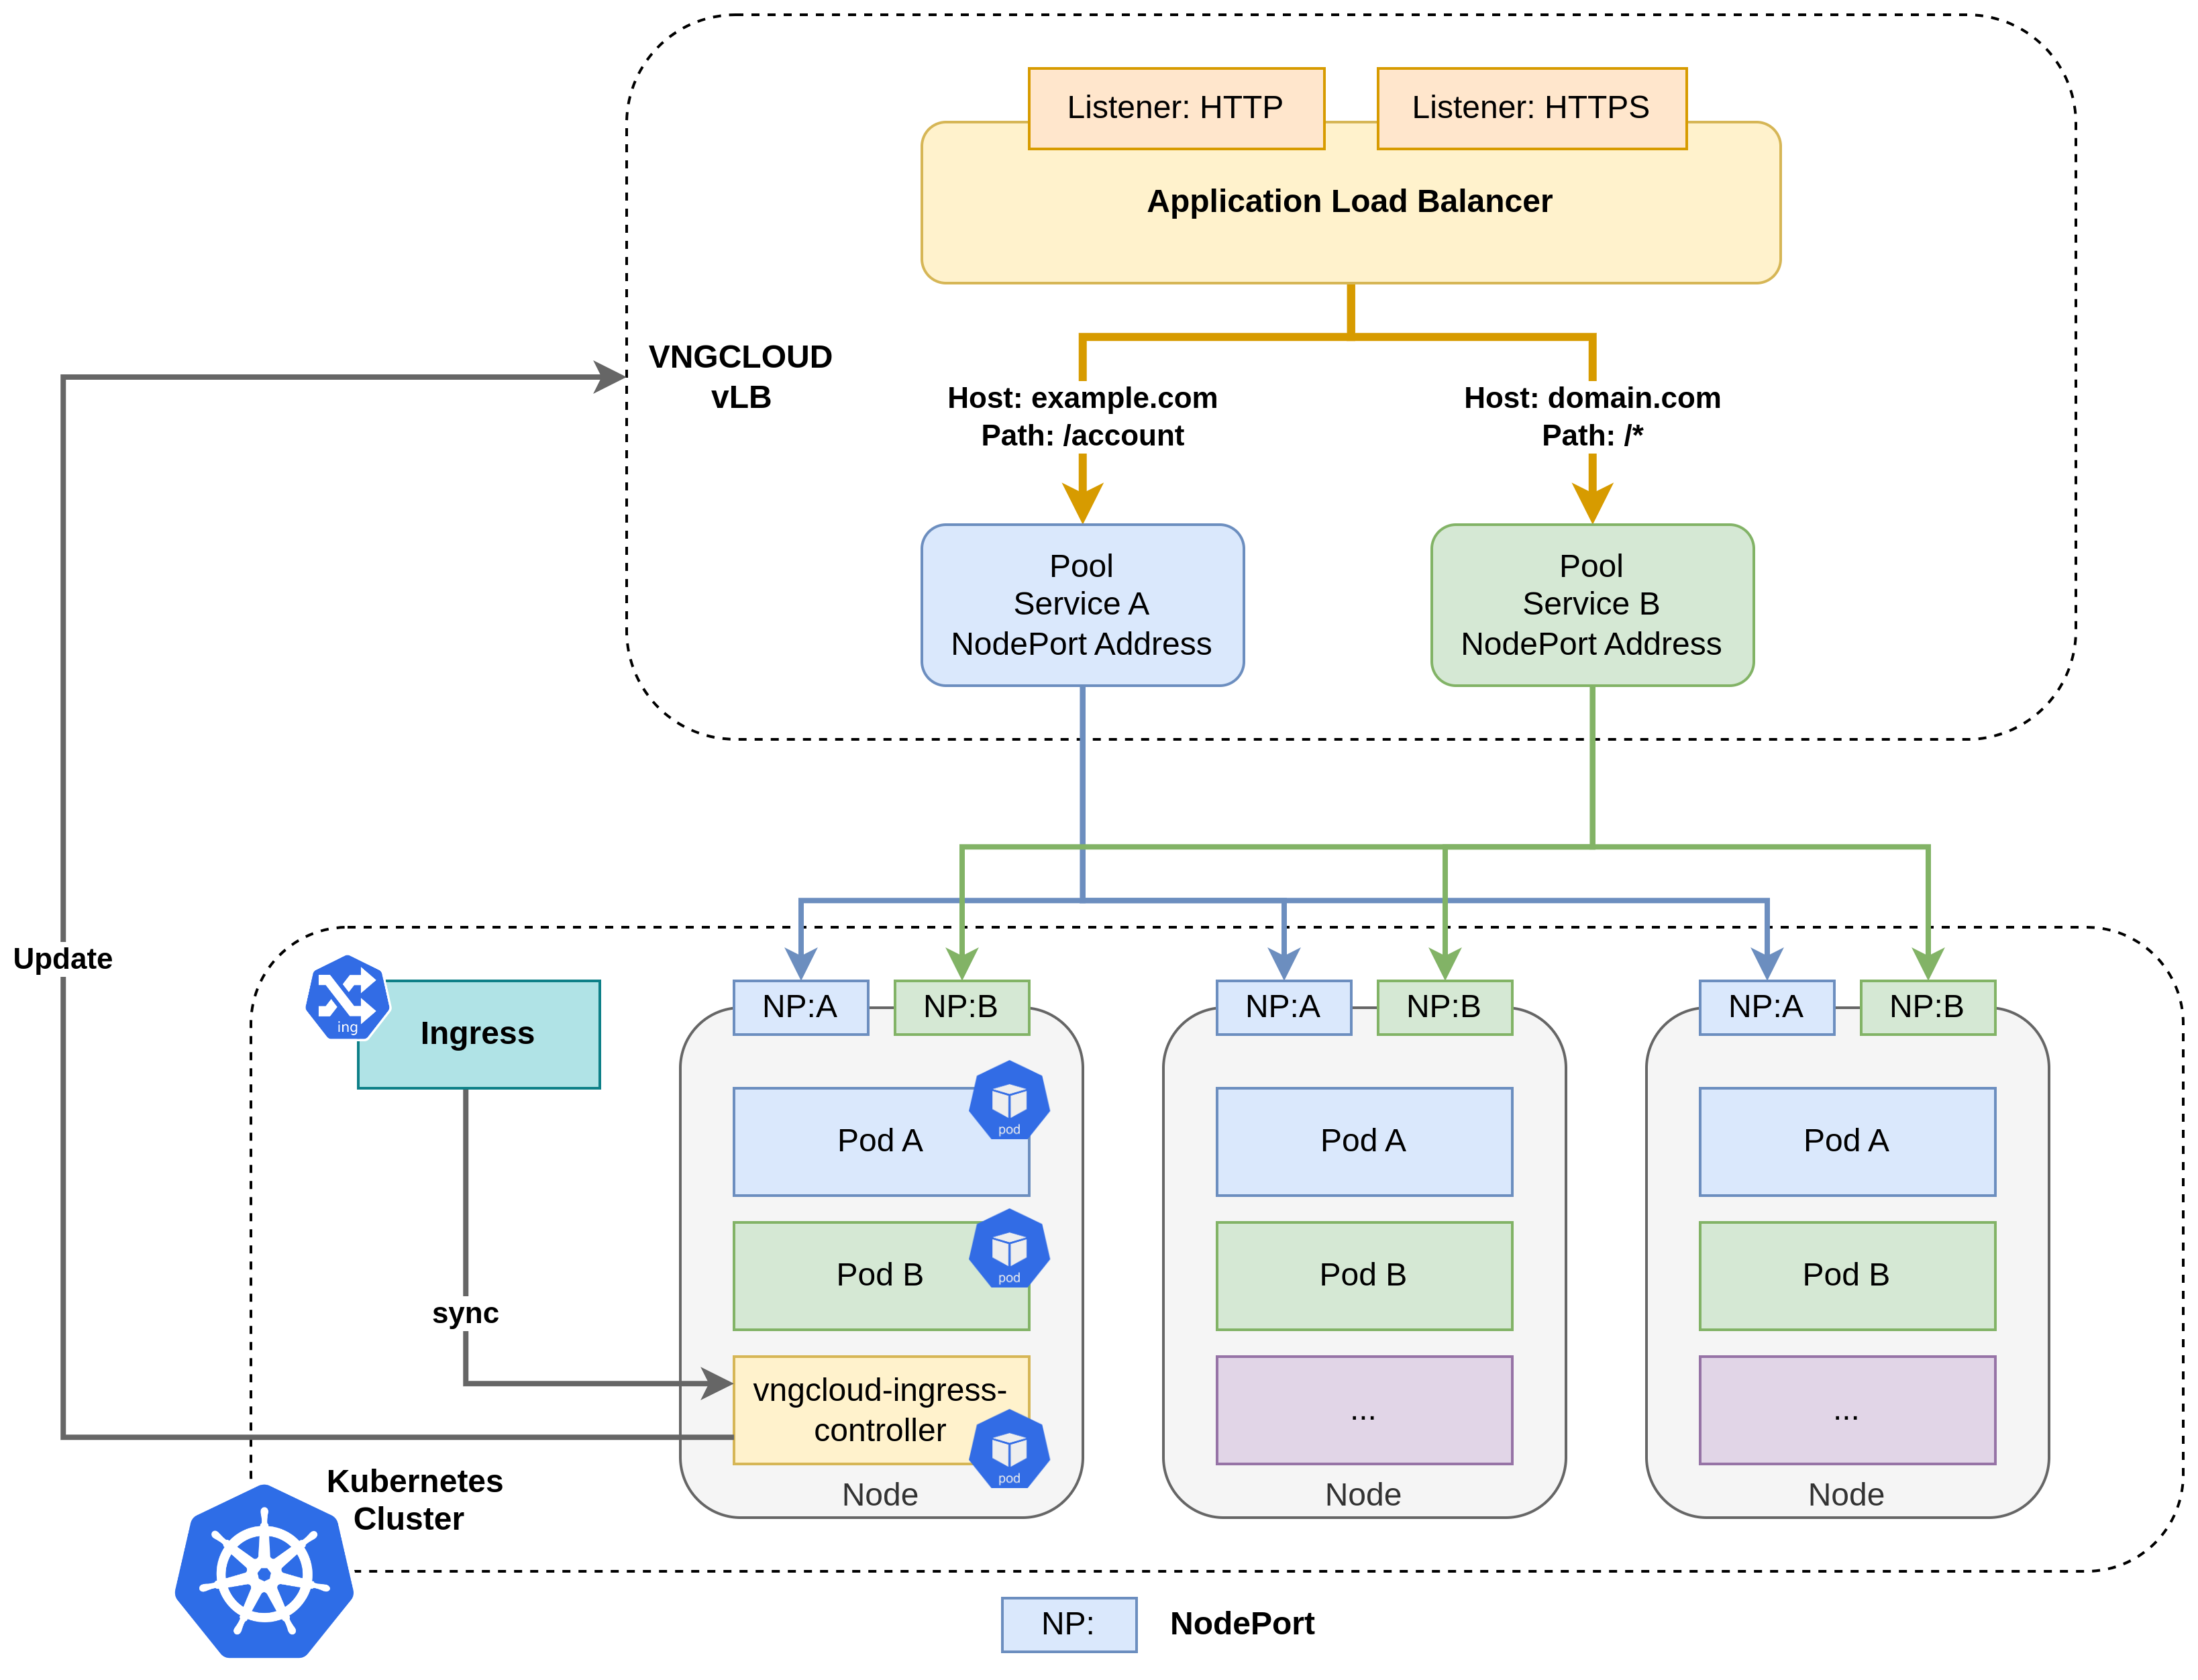 Listener: HTTP
Listener: HTTPS
Application Load Balancer
VNGCLOUD
vLB
Host: example.com
Path: /account
Host: domain.com
Path: /*
Pool
Service A
NodePort Address
Pool
Service B
NodePort Address
Update
ing
Ingress
NP:A
NP:B
NP:A
NP:B
NP:A
NP:B
pod
Pod A
Pod A
Pod A
pod
Pod B
Pod B
Pod B
sync
vngcloud-ingress-
controller
pod
...
...
Node
Node
Node
Kubernetes
Cluster
NP:
NodePort